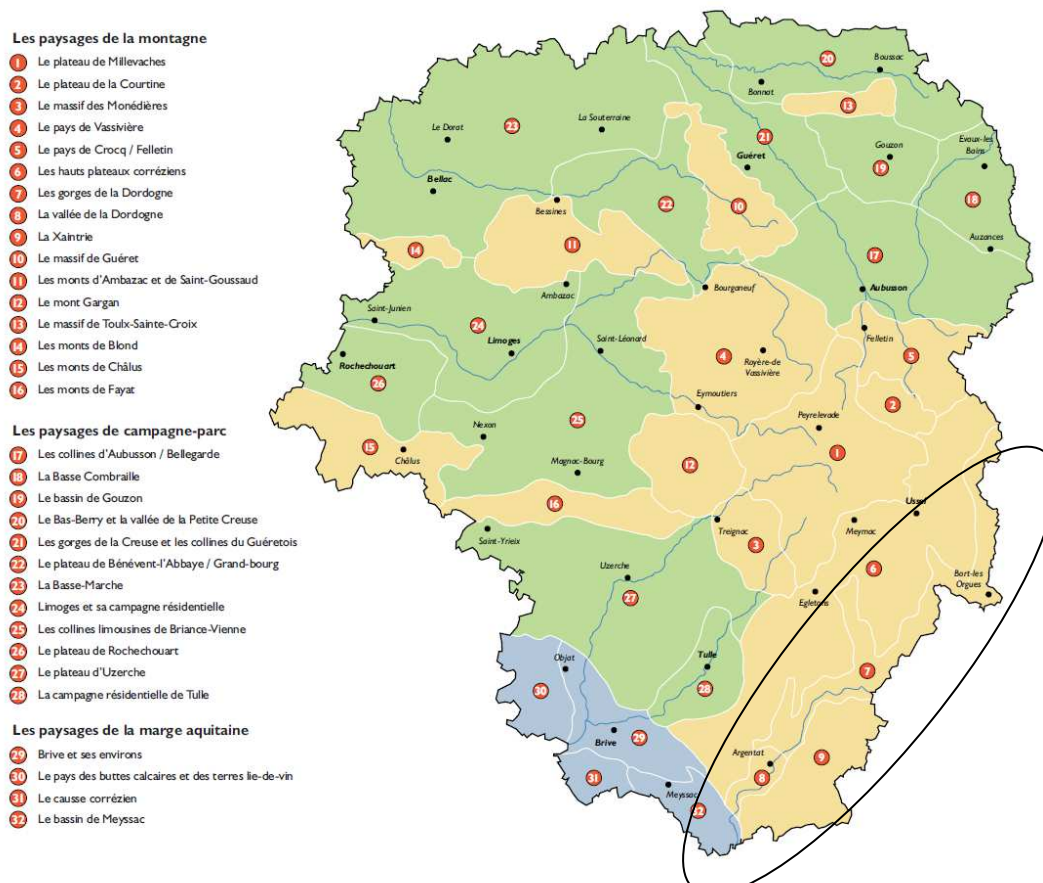 Les paysages de la montagne
1 Le plateau de Millevaches
2 Le plateau de la Courtine
3 Le massif des Monédières
4 Le pays de Vassivière
5 Le pays de Crocq / Felletin
6 Les hauts plateaux corréziens
7 Les gorges de la Dordogne
8 La vallée de la Dordogne
9 La Xaintrie
10 Le massif de Guéret
11 Les monts d'Ambazac et de Saint-Goussaud
12 Le mont Gargan
13 Le massif de Toulx-Sainte-Croix
14 Les monts de Blond
15 Les monts de Châlus
16 Les monts de Fayat
Les paysages de campagne-parc
17 Les collines d'Aubusson / Bellegarde
18 La Basse Combraille
19 Le bassin de Gouzon
20 Le Bas-Berry et la vallée de la Petite Creuse
21 Les gorges de la Creuse et les collines du Guéretois
22 Le plateau de Bénévent-l'Abbaye / Grand-bourg
23 La Basse-Marche
24 Limoges et sa campagne résidentielle
25 Les collines limousines de Briance-Vienne
26 Le plateau de Rochechouart
27 Le plateau d'Uzerche
28 La campagne résidentielle de Tulle
Les paysages de la marge aquitaine
29 Brive et ses environs
30 Le pays des buttes calcaires et des terres lie-de-vin
31 Le causse corrézien
32 Le bassin de Meyssac
20
Boussac
Bonnat
13
23
La Souterraine
Le Dorat
21
Gouzon
Evaux-les
Bains
Guéret
19
Bellac
18
Bessines
22
10
11
14
Auzances
17
Ambazac
Bourganeuf
Aubusson
Saint-Junien
24
Felletin
Limoges
Saint-Léonard
Rochechouart
4
Royère-de
Vassivière
5
26
Eymoutiers
2
Nexon
25
Peyrelevade
15
Châlus
1
Magnac-Bourg
12
16
Ussel
Saint-Yrieix
Treignac
Meymac
3
Uzerche
6
Bort-les
Orgues
27
Egletons
Objat
Tulle
7
30
28
Brive
29
Argentat
9
31
8
Meyssac
32